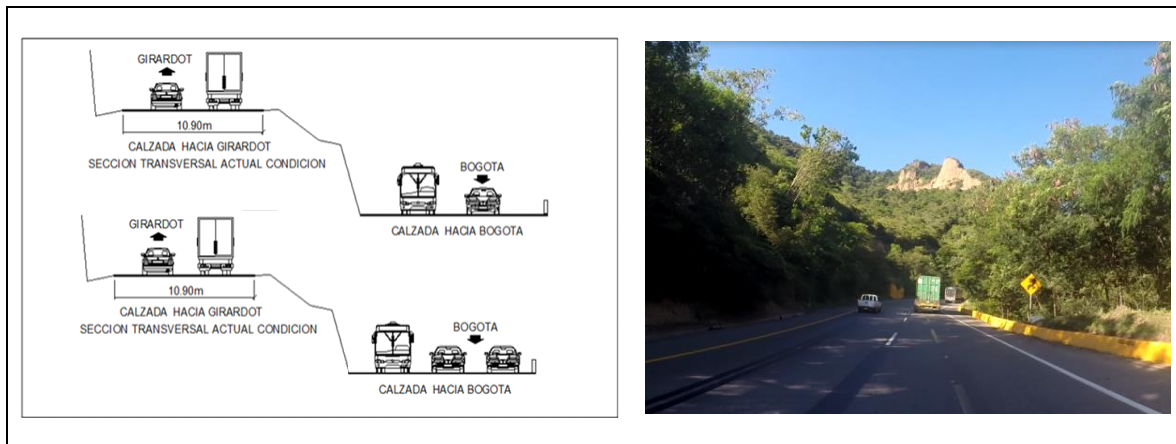 GIRARDOT
10.90m
CALZADA HACIA GIRARDOT
SECCION TRANSVERSAL ACTUAL CONDICION
BOGOTA
CALZADA HACIA BOGOTA
GIRARDOT
10.90m
CALZADA HACIA GIRARDOT
SECCION TRANSVERSAL ACTUAL CONDICION
BOGOTA
CALZADA HACIA BOGOTA